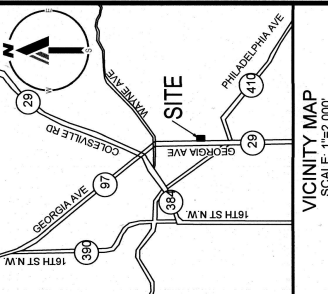 N
E
S
W
29
COLESVILLE RD
WAYNE AVE
SITE
PHILADELPHIA AVE
410
GEORGIA AVE
97
GEORGIA AVE
29
384
390
16TH ST N.W.
16TH ST N.W.
VICINITY MAP
SCALE: 1"=2,000'